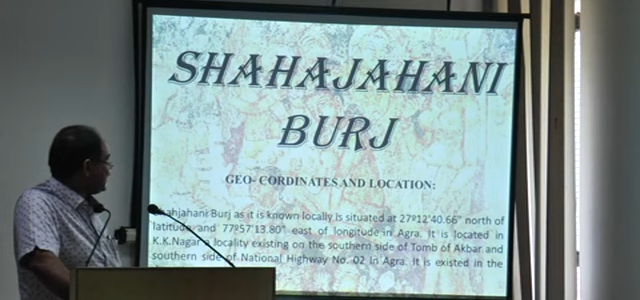 SHAHAJAHANI
BURJ
GEO- CORDINATES AND LOCATION:
Shahjahani Burj as it is known locally is situated at 27º12'40.66" north of
latitude and 77º57'13.80" east of longitude in Agra. It is located in
K.K.Nagar a locality existing on the southern side of Tomb of Akbar and
southern side of National Highway No. 02 in Agra. It is existed in the